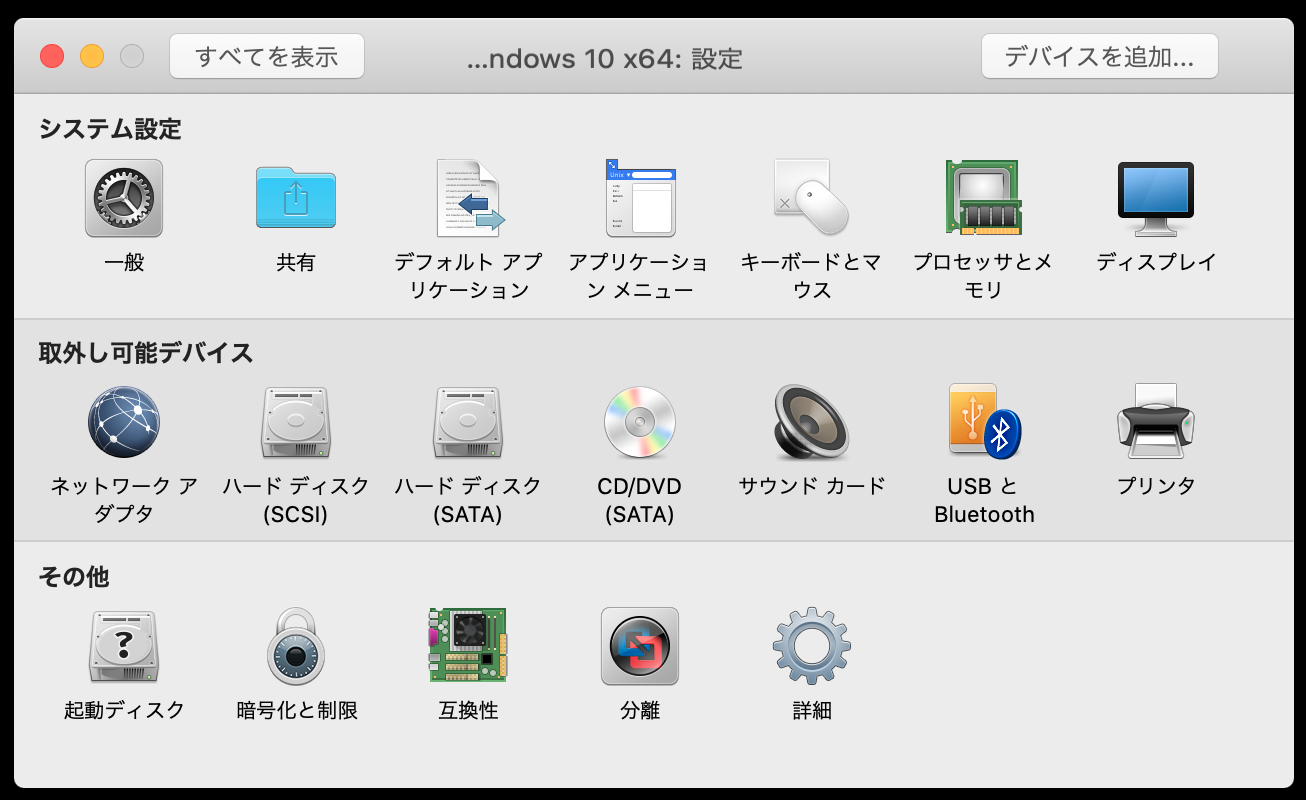 すべてを表示
...ndows 10 x64: 設定
デバイスを追加...
システム設定
一般
共有
デフォルト アプ
リケーション
アプリケーショ
ン メニュー
キーボードとマ
ウス
プロセッサとメ
モリ
ディスプレイ
取外し可能デバイス
ネットワーク ア
ダプタ
ハード ディスク
(SCSI)
ハード ディスク
(SATA)
CD/DVD
(SATA)
サウンド カード
USB と
Bluetooth
プリンタ
その他
起動ディスク
暗号化と制限
互換性
分離
詳細
Unix
?